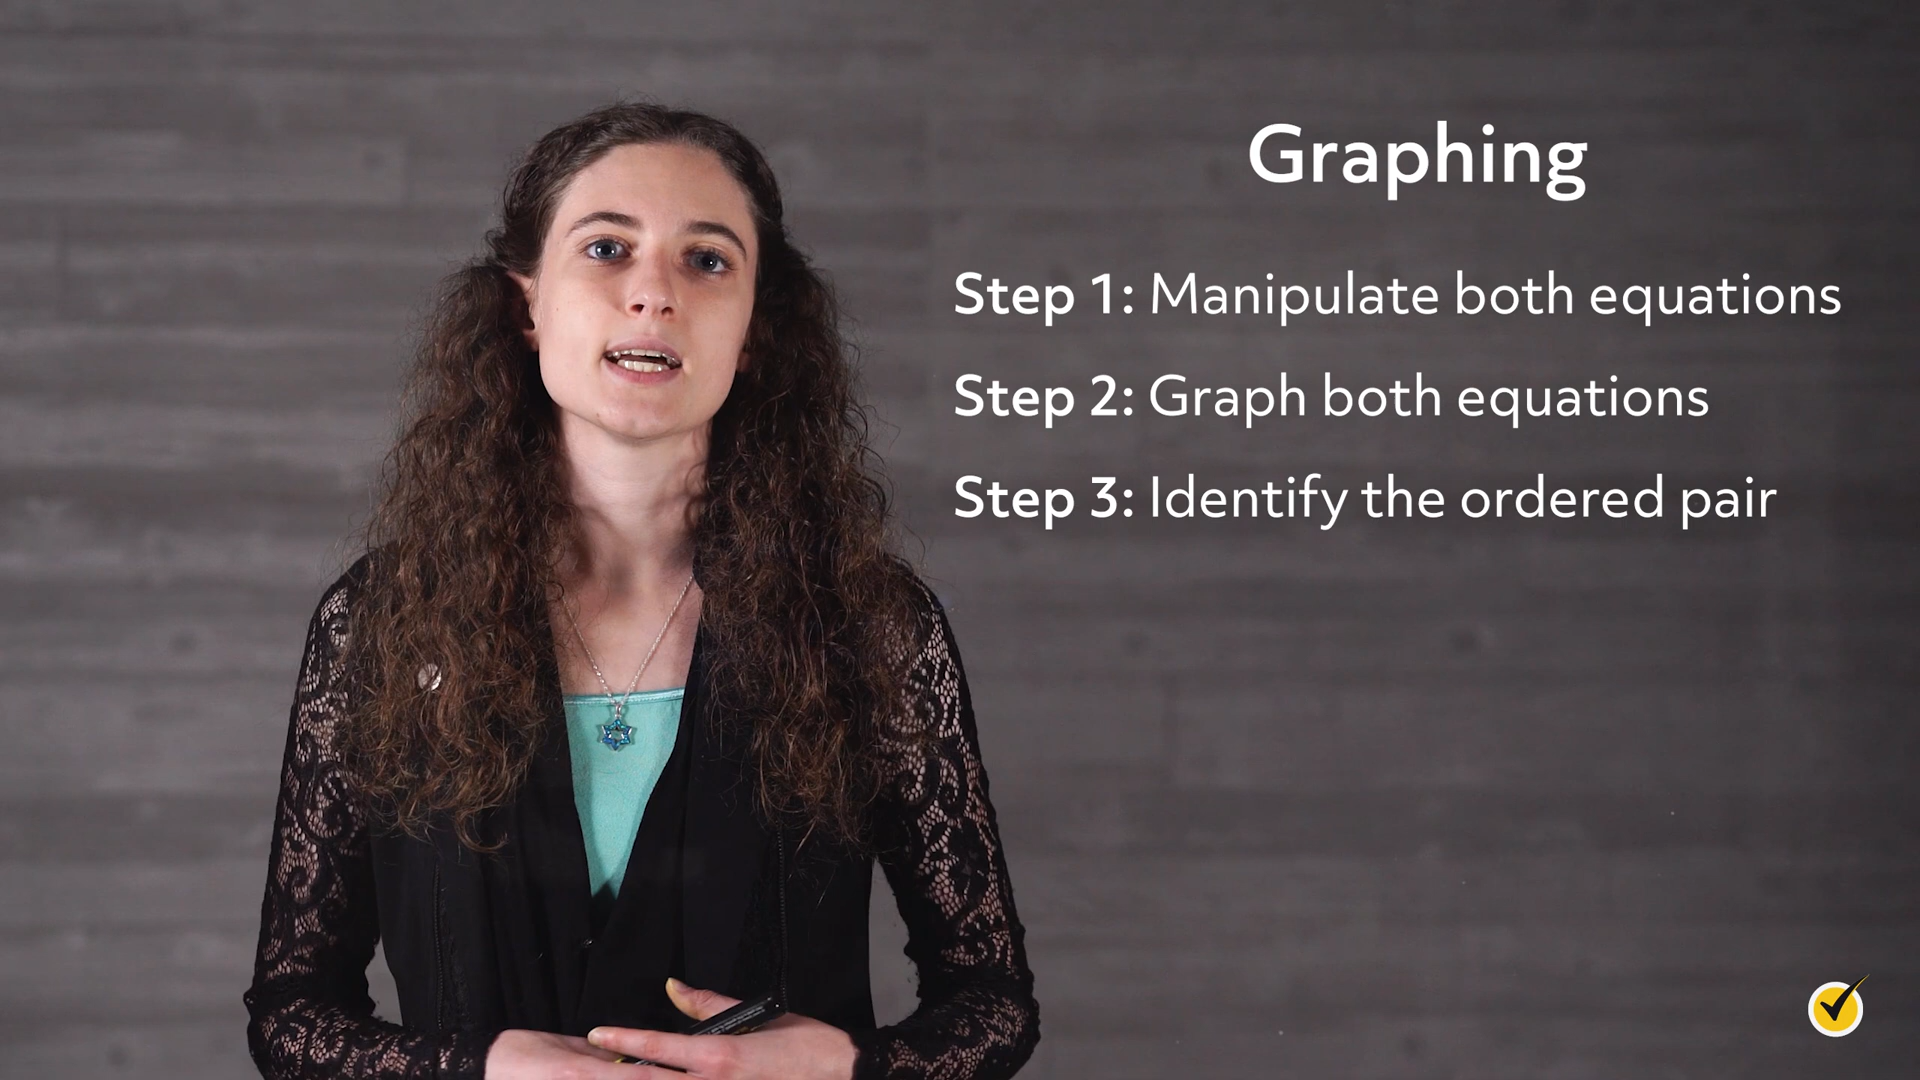 Graphing
Step 1: Manipulate both equations
Step 2: Graph both equations
Step 3: Identify the ordered pair